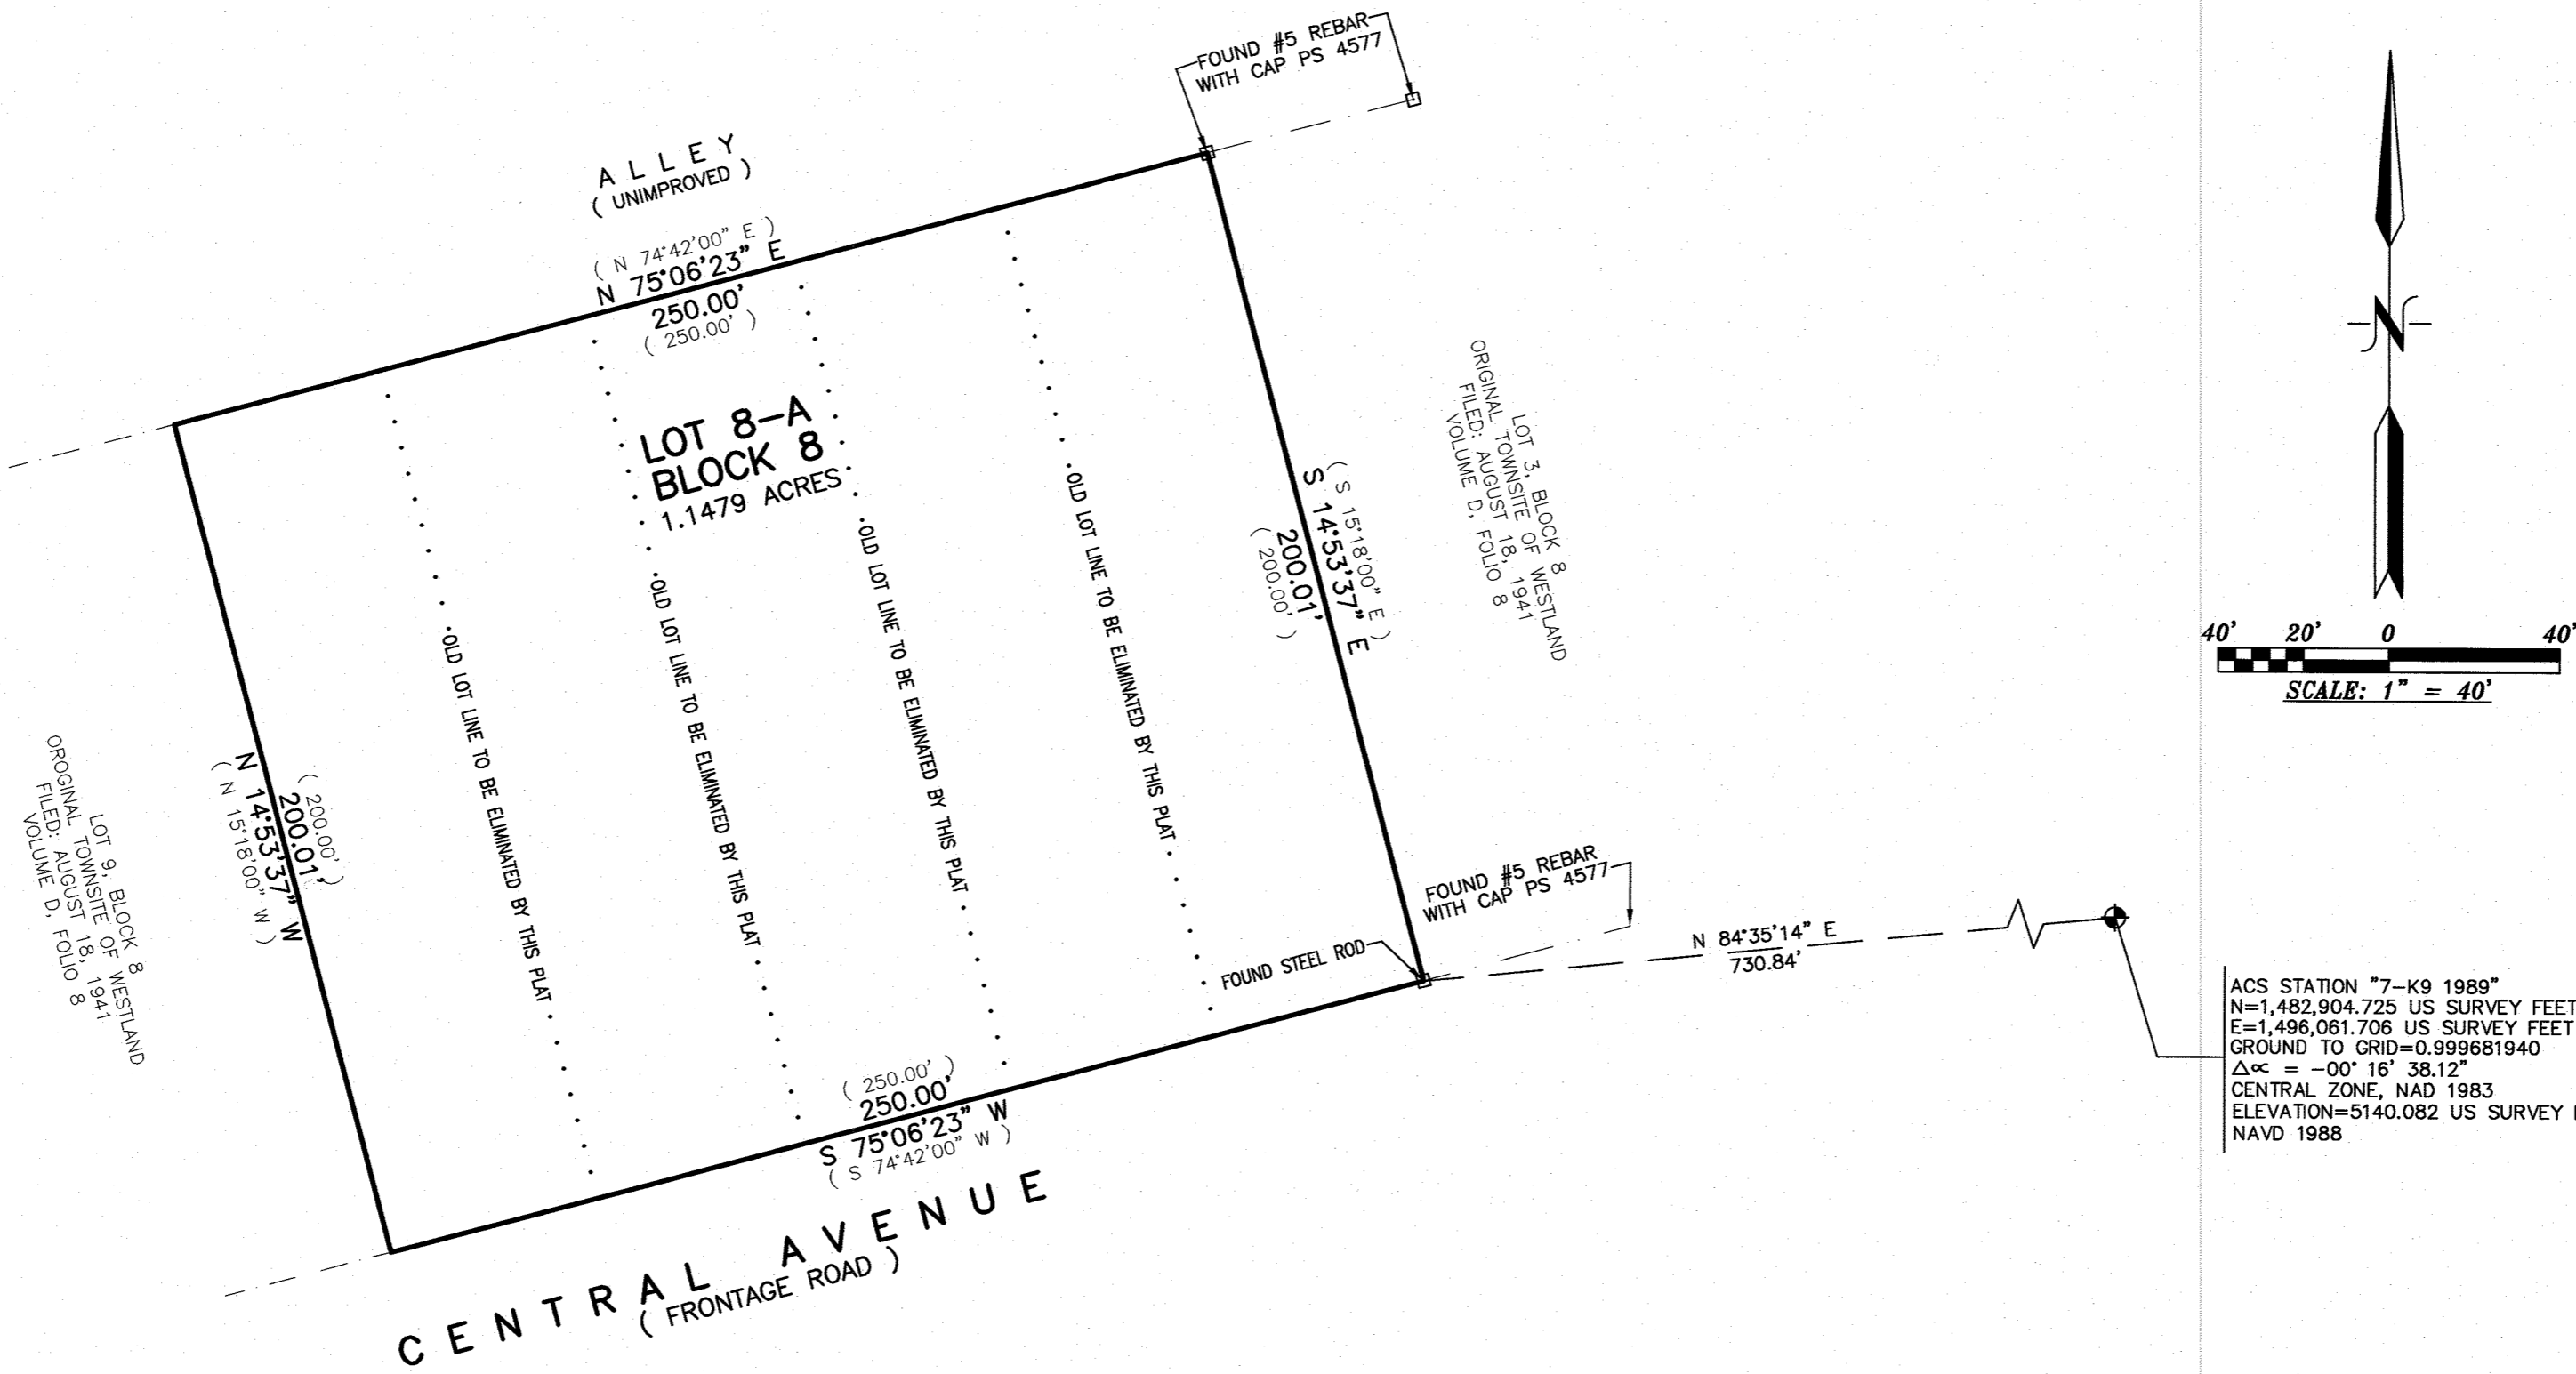 FOUND #5 REBAR
WITH CAP PS 4577
A L L E Y
( UNIMPROVED )
( N 74°42'00" E )
N 75°06'23" E
250.00'
( 250.00' )
LOT 8-A
BLOCK 8
1.1479 ACRES
OLD LOT LINE TO BE ELIMINATED BY THIS PLAT
OLD LOT LINE TO BE ELIMINATED BY THIS PLAT
OLD LOT LINE TO BE ELIMINATED BY THIS PLAT
OLD LOT LINE TO BE ELIMINATED BY THIS PLAT
( S 15°18'00" E )
S 14°53'37" E
200.01'
( 200.00' )
LOT 3, BLOCK 8
ORIGINAL TOWNSITE OF WESTLAND
FILED: AUGUST 18, 1941
VOLUME D, FOLIO 8
N
40' 20' 0 40'
SCALE: 1" = 40'
LOT 9, BLOCK 8
OROGINAL TOWNSITE OF WESTLAND
FILED: AUGUST 18, 1941
VOLUME D, FOLIO 8
( 200.00' )
200.01'
N 14°53'37" W
( N 15°18'00" W )
FOUND #5 REBAR
WITH CAP PS 4577
FOUND STEEL ROD
N 84°35'14" E
730.84'
ACS STATION "7-K9 1989"
N=1,482,904.725 US SURVEY FEET
E=1,496,061.706 US SURVEY FEET
GROUND TO GRID=0.999681940
△∝ = -00° 16' 38.12"
CENTRAL ZONE, NAD 1983
ELEVATION=5140.082 US SURVEY
NAVD 1988
( 250.00' )
250.00'
S 75°06'23" W
( S 74°42'00" W )
C E N T R A L   A V E N U E
( FRONTAGE ROAD )